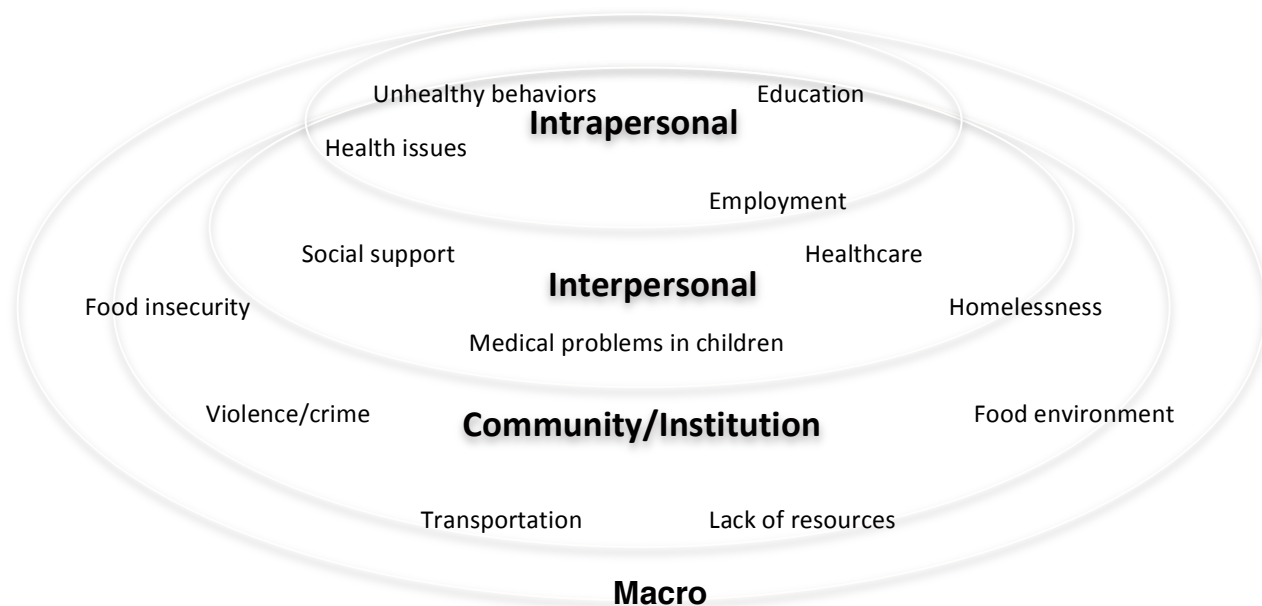 Unhealthy behaviors
Education
Intrapersonal
Health issues
Employment
Social support
Healthcare
Interpersonal
Food insecurity
Homelessness
Medical problems in children
Violence/crime
Community/Institution
Food environment
Transportation
Lack of resources
Macro